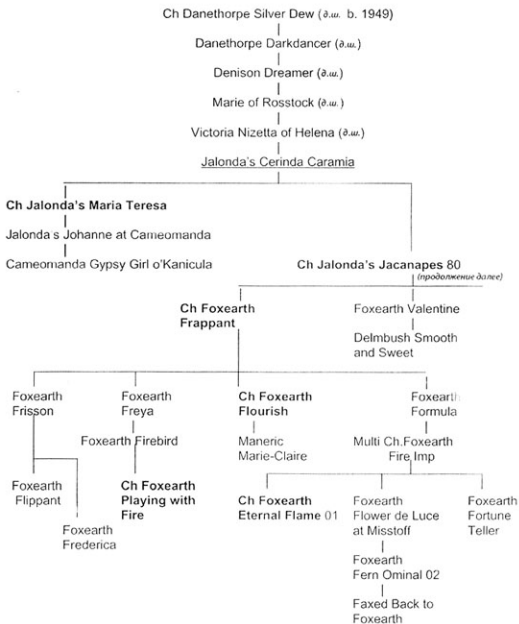 Ch Danethorpe Silver Dew (д.ш. b. 1949)
Danethorpe Darkdancer (д.ш.)
Denison Dreamer (д.ш.)
Marie of Rosstock (д.ш.)
Victoria Nizetta of Helena (д.ш.)
Jalonda's Cerinda Caramia
Ch Jalonda's Maria Teresa
Jalonda s Johanne at Cameomanda
Cameomanda Gypsy Girl o'Kanicula
Ch Jalonda's Jacanapes 80
(продолжение далее)
Ch Foxearth
Frappant
Foxearth Valentine
Delmbush Smooth
and Sweet
Foxearth
Frisson
Foxearth
Freya
Ch Foxearth
Flourish
Foxearth
Formula
Foxearth Firebird
Maneric
Marie-Claire
Multi Ch.Foxearth
Fire Imp
Foxearth
Flippant
Foxearth
Frederica
Ch Foxearth
Playing with
Fire
Ch Foxearth
Eternal Flame 01
Foxearth
Flower de Luce
at Misstoff
Foxearth
Fortune
Teller
Foxearth
Fern Ominal 02
Faxed Back to
Foxearth